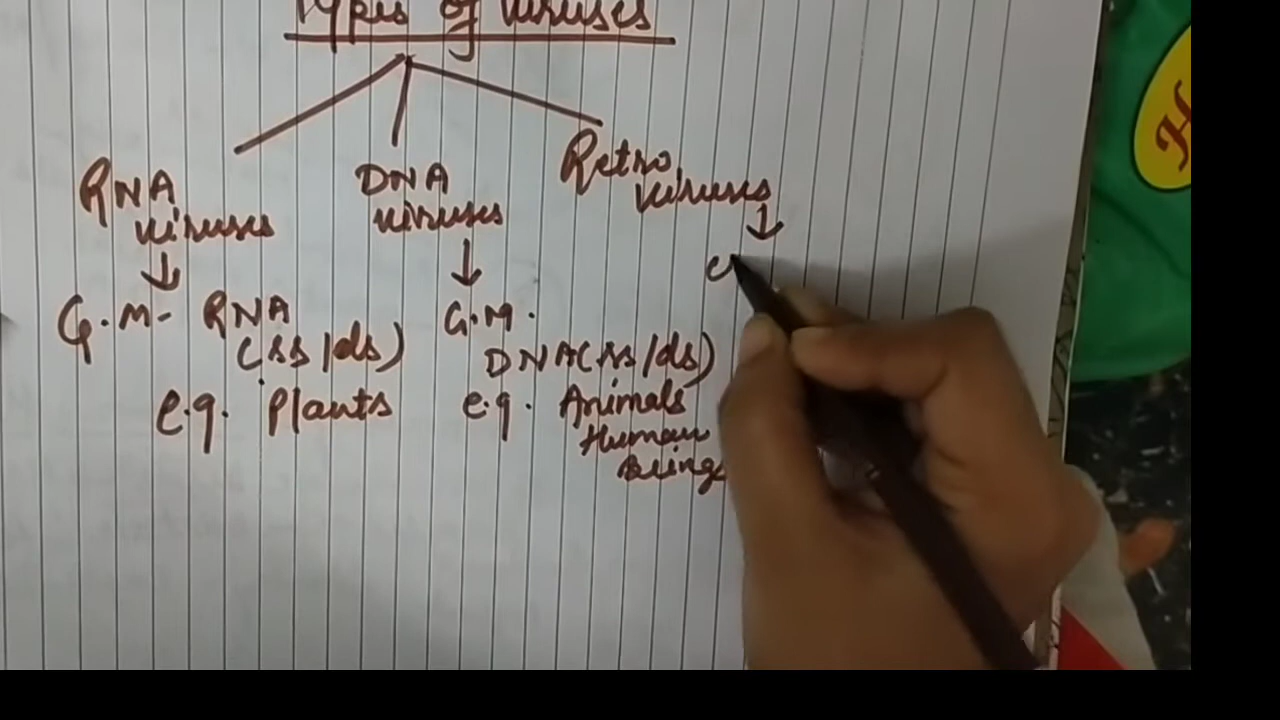 Types of viruses
RNA viruses
DNA viruses
Retro viruses
G.M- RNA (ss/ds)
e.g. Plants
G.M. DNA(ss/ds)
e.g. Animals
Human
Beings
H